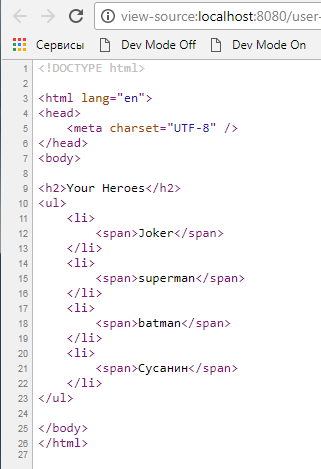 view-source:localhost:8080/user-
Сервисы Dev Mode Off Dev Mode On
1 <!DOCTYPE html>
2
3 <html lang="en">
4 <head>
5 <meta charset="UTF-8" />
6 </head>
7 <body>
8
9 <h2>Your Heroes</h2>
10 <ul>
11 <li>
12 <span>Joker</span>
13 </li>
14 <li>
15 <span>superman</span>
16 </li>
17 <li>
18 <span>batman</span>
19 </li>
20 <li>
21 <span>Сусанин</span>
22 </li>
23 </ul>
24
25 </body>
26 </html>
27